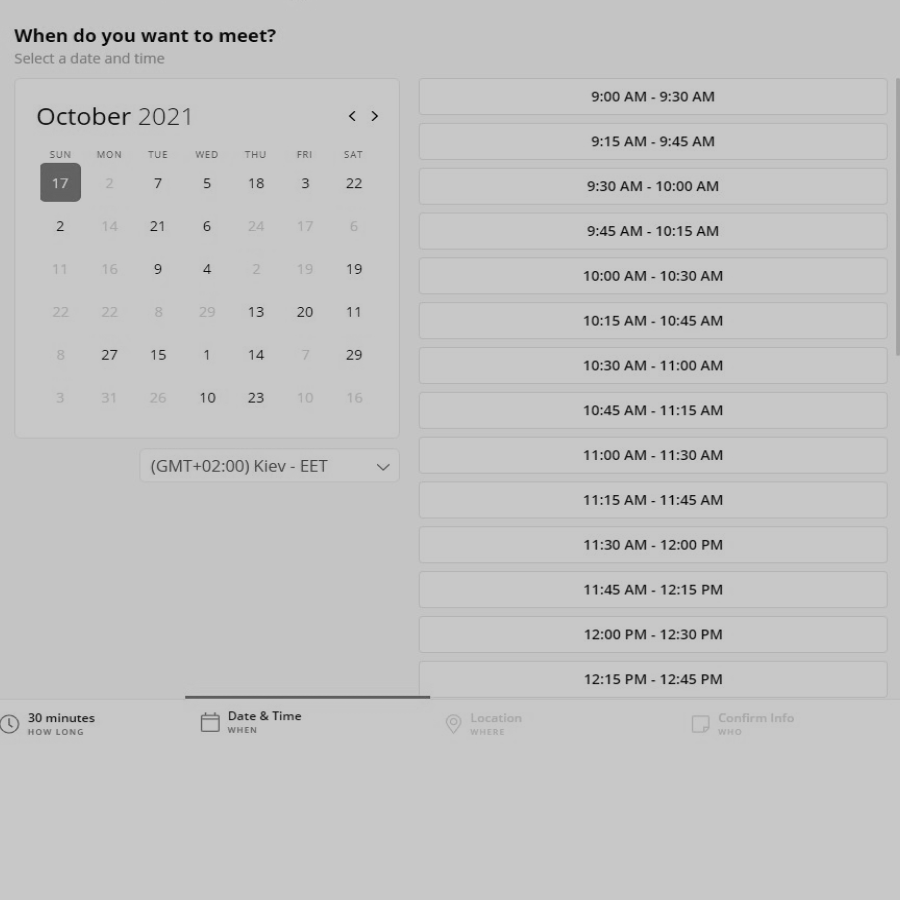 When do you want to meet?
Select a date and time
October 2021
SUN MON TUE WED THU FRI SAT
17 2 7 5 18 3 22
2 14 21 6 24 17 6
11 16 9 4 2 19 19
22 22 8 29 13 20 11
8 27 15 1 14 7 29
3 31 26 10 23 10 16
(GMT+02:00) Kiev - EET
9:00 AM - 9:30 AM
9:15 AM - 9:45 AM
9:30 AM - 10:00 AM
9:45 AM - 10:15 AM
10:00 AM - 10:30 AM
10:15 AM - 10:45 AM
10:30 AM - 11:00 AM
10:45 AM - 11:15 AM
11:00 AM - 11:30 AM
11:15 AM - 11:45 AM
11:30 AM - 12:00 PM
11:45 AM - 12:15 PM
12:00 PM - 12:30 PM
12:15 PM - 12:45 PM
30 minutes
HOW LONG
Date & Time
WHEN
Location
WHERE
Confirm Info
WHO